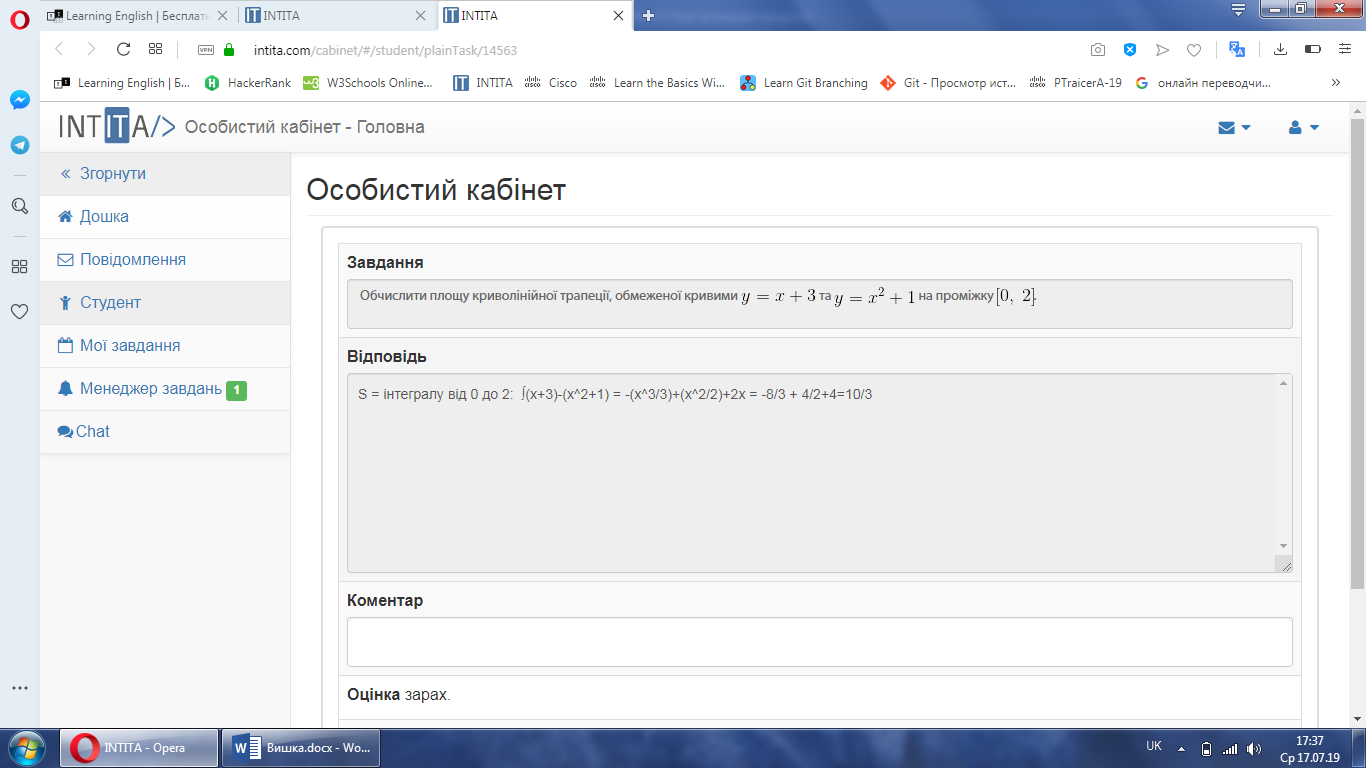 Learning English | Бесплатн
INTITA
INTITA
VPN
intita.com/cabinet/#/student/plainTask/14563
Learning English | Б...
HackerRank
W3Schools Online...
INTITA
Cisco
Learn the Basics Wi...
Learn Git Branching
Git - Просмотр ист...
PTraicerA-19
онлайн переводчи...
INTITA/>
Особистий кабінет - Головна
Згорнути
Дошка
Повідомлення
Студент
Мої завдання
Менеджер завдань 1
Chat
Особистий кабінет
Завдання
Обчислити площу криволінійної трапеції, обмеженої кривими y = x + 3 та y = x² + 1 на проміжку [0, 2].
Відповідь
S = інтегралу від 0 до 2: ∫(x+3)-(x^2+1) = -(x^3/3)+(x^2/2)+2x = -8/3 + 4/2+4=10/3
Коментар
Оцінка зарах.
INTITA - Opera
Вишка.docx - Wo...
UK
17:37
Ср 17.07.19